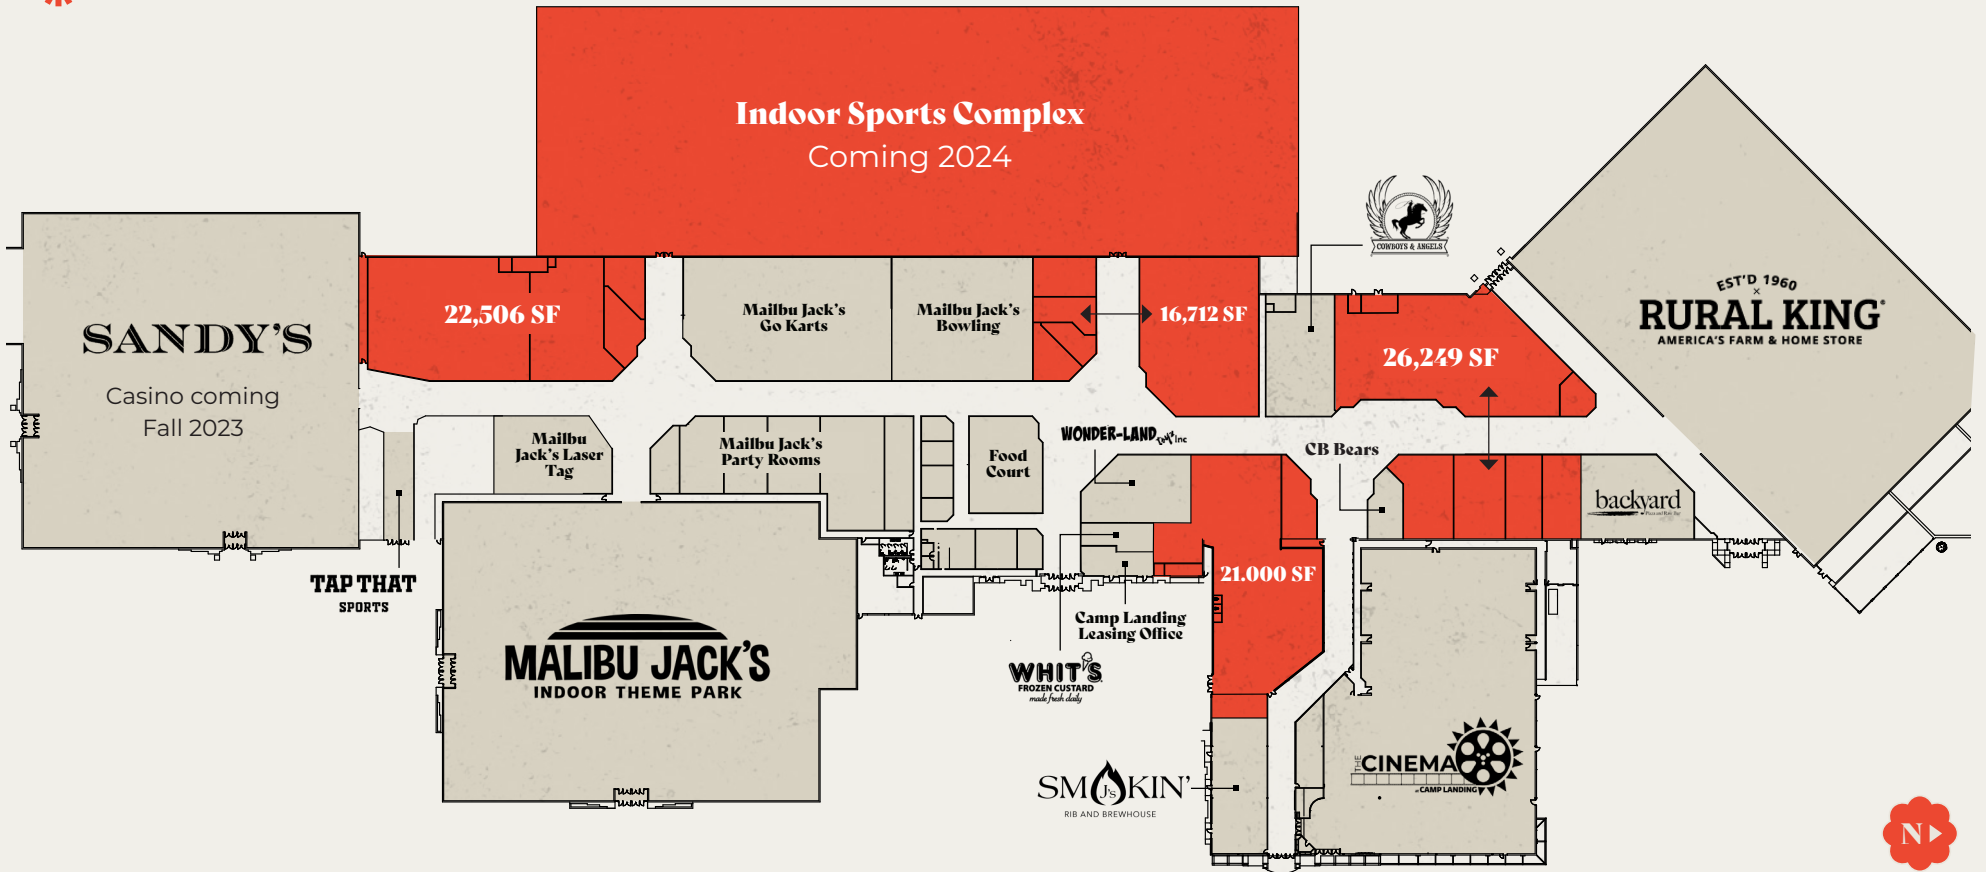 Indoor Sports Complex
Coming 2024
COWBOYS & ANGELS
SANDY'S
Casino coming
Fall 2023
22,506 SF
Mailbu Jack's
Go Karts
Mailbu Jack's
Bowling
16,712 SF
26,249 SF
EST'D 1960
×
RURAL KING®
AMERICA'S FARM & HOME STORE
Mailbu
Jack's Laser
Tag
Mailbu Jack's
Party Rooms
Food
Court
WONDER-LAND Toys Inc
CB Bears
backyard
TAP THAT
SPORTS
21.000 SF
Camp Landing
Leasing Office
MALIBU JACK'S
INDOOR THEME PARK
WHIT'S
FROZEN CUSTARD
made fresh daily
SMOKIN'
J's
RIB AND BREWHOUSE
THE CINEMA
at CAMP LANDING
N